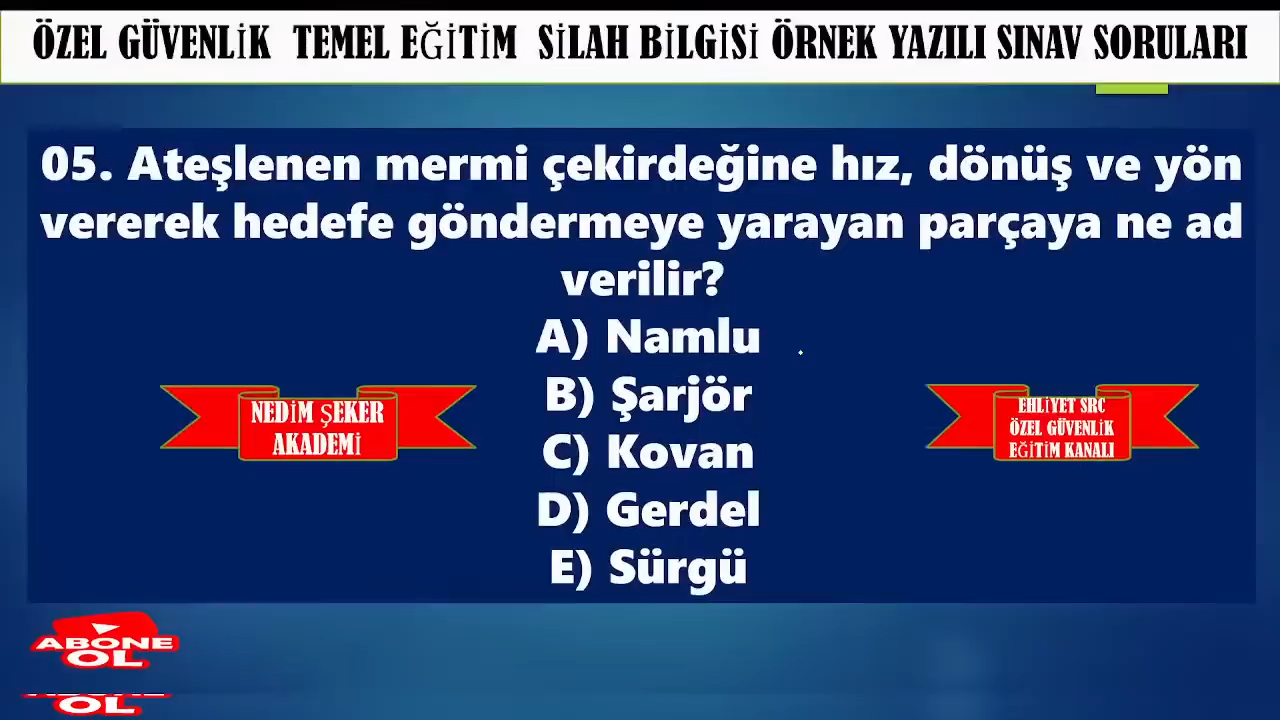 ÖZEL GÜVENLİK TEMEL EĞİTİM SİLAH BİLGİSİ ÖRNEK YAZILI SINAV SORULARI
05. Ateşlenen mermi çekirdeğine hız, dönüş ve yön
vererek hedefe göndermeye yarayan parçaya ne ad
verilir?
A) Namlu
B) Şarjör
C) Kovan
D) Gerdel
E) Sürgü
NEDİM ŞEKER
AKADEMİ
EHLİYET SRC
ÖZEL GÜVENLİK
EĞİTİM KANALI
ABONE
OL
ABONE
OL